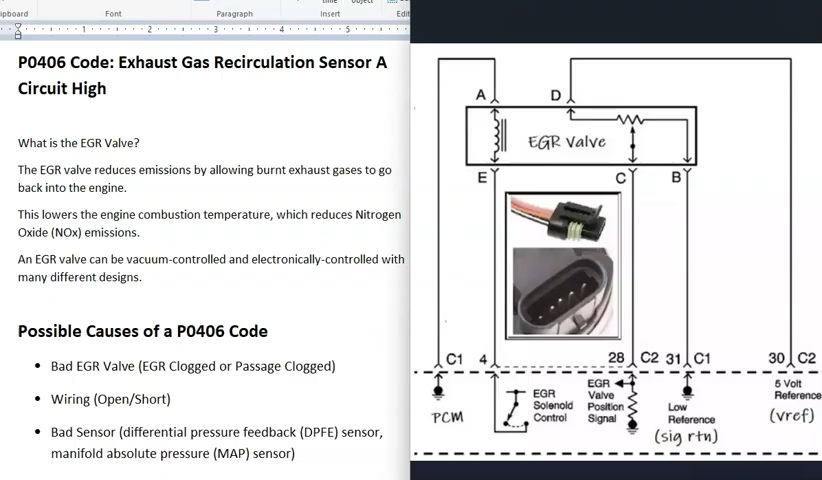 Font
Paragraph
Insert
1
2
3
4
5
P0406 Code: Exhaust Gas Recirculation Sensor A
Circuit High
What is the EGR Valve?
The EGR valve reduces emissions by allowing burnt exhaust gases to go
back into the engine.
This lowers the engine combustion temperature, which reduces Nitrogen
Oxide (NOx) emissions.
An EGR valve can be vacuum-controlled and electronically-controlled with
many different designs.
Possible Causes of a P0406 Code
• Bad EGR Valve (EGR Clogged or Passage Clogged)
• Wiring (Open/Short)
• Bad Sensor (differential pressure feedback (DPFE) sensor,
manifold absolute pressure (MAP) sensor)
A
D
EGR Valve
E
C
B
C1
4
28
C2
31
C1
30
C2
PCM
EGR
Solenoid
Control
EGR
Valve
Position
Signal
Low
Reference
(sig rtn)
5 Volt
Reference
(vref)